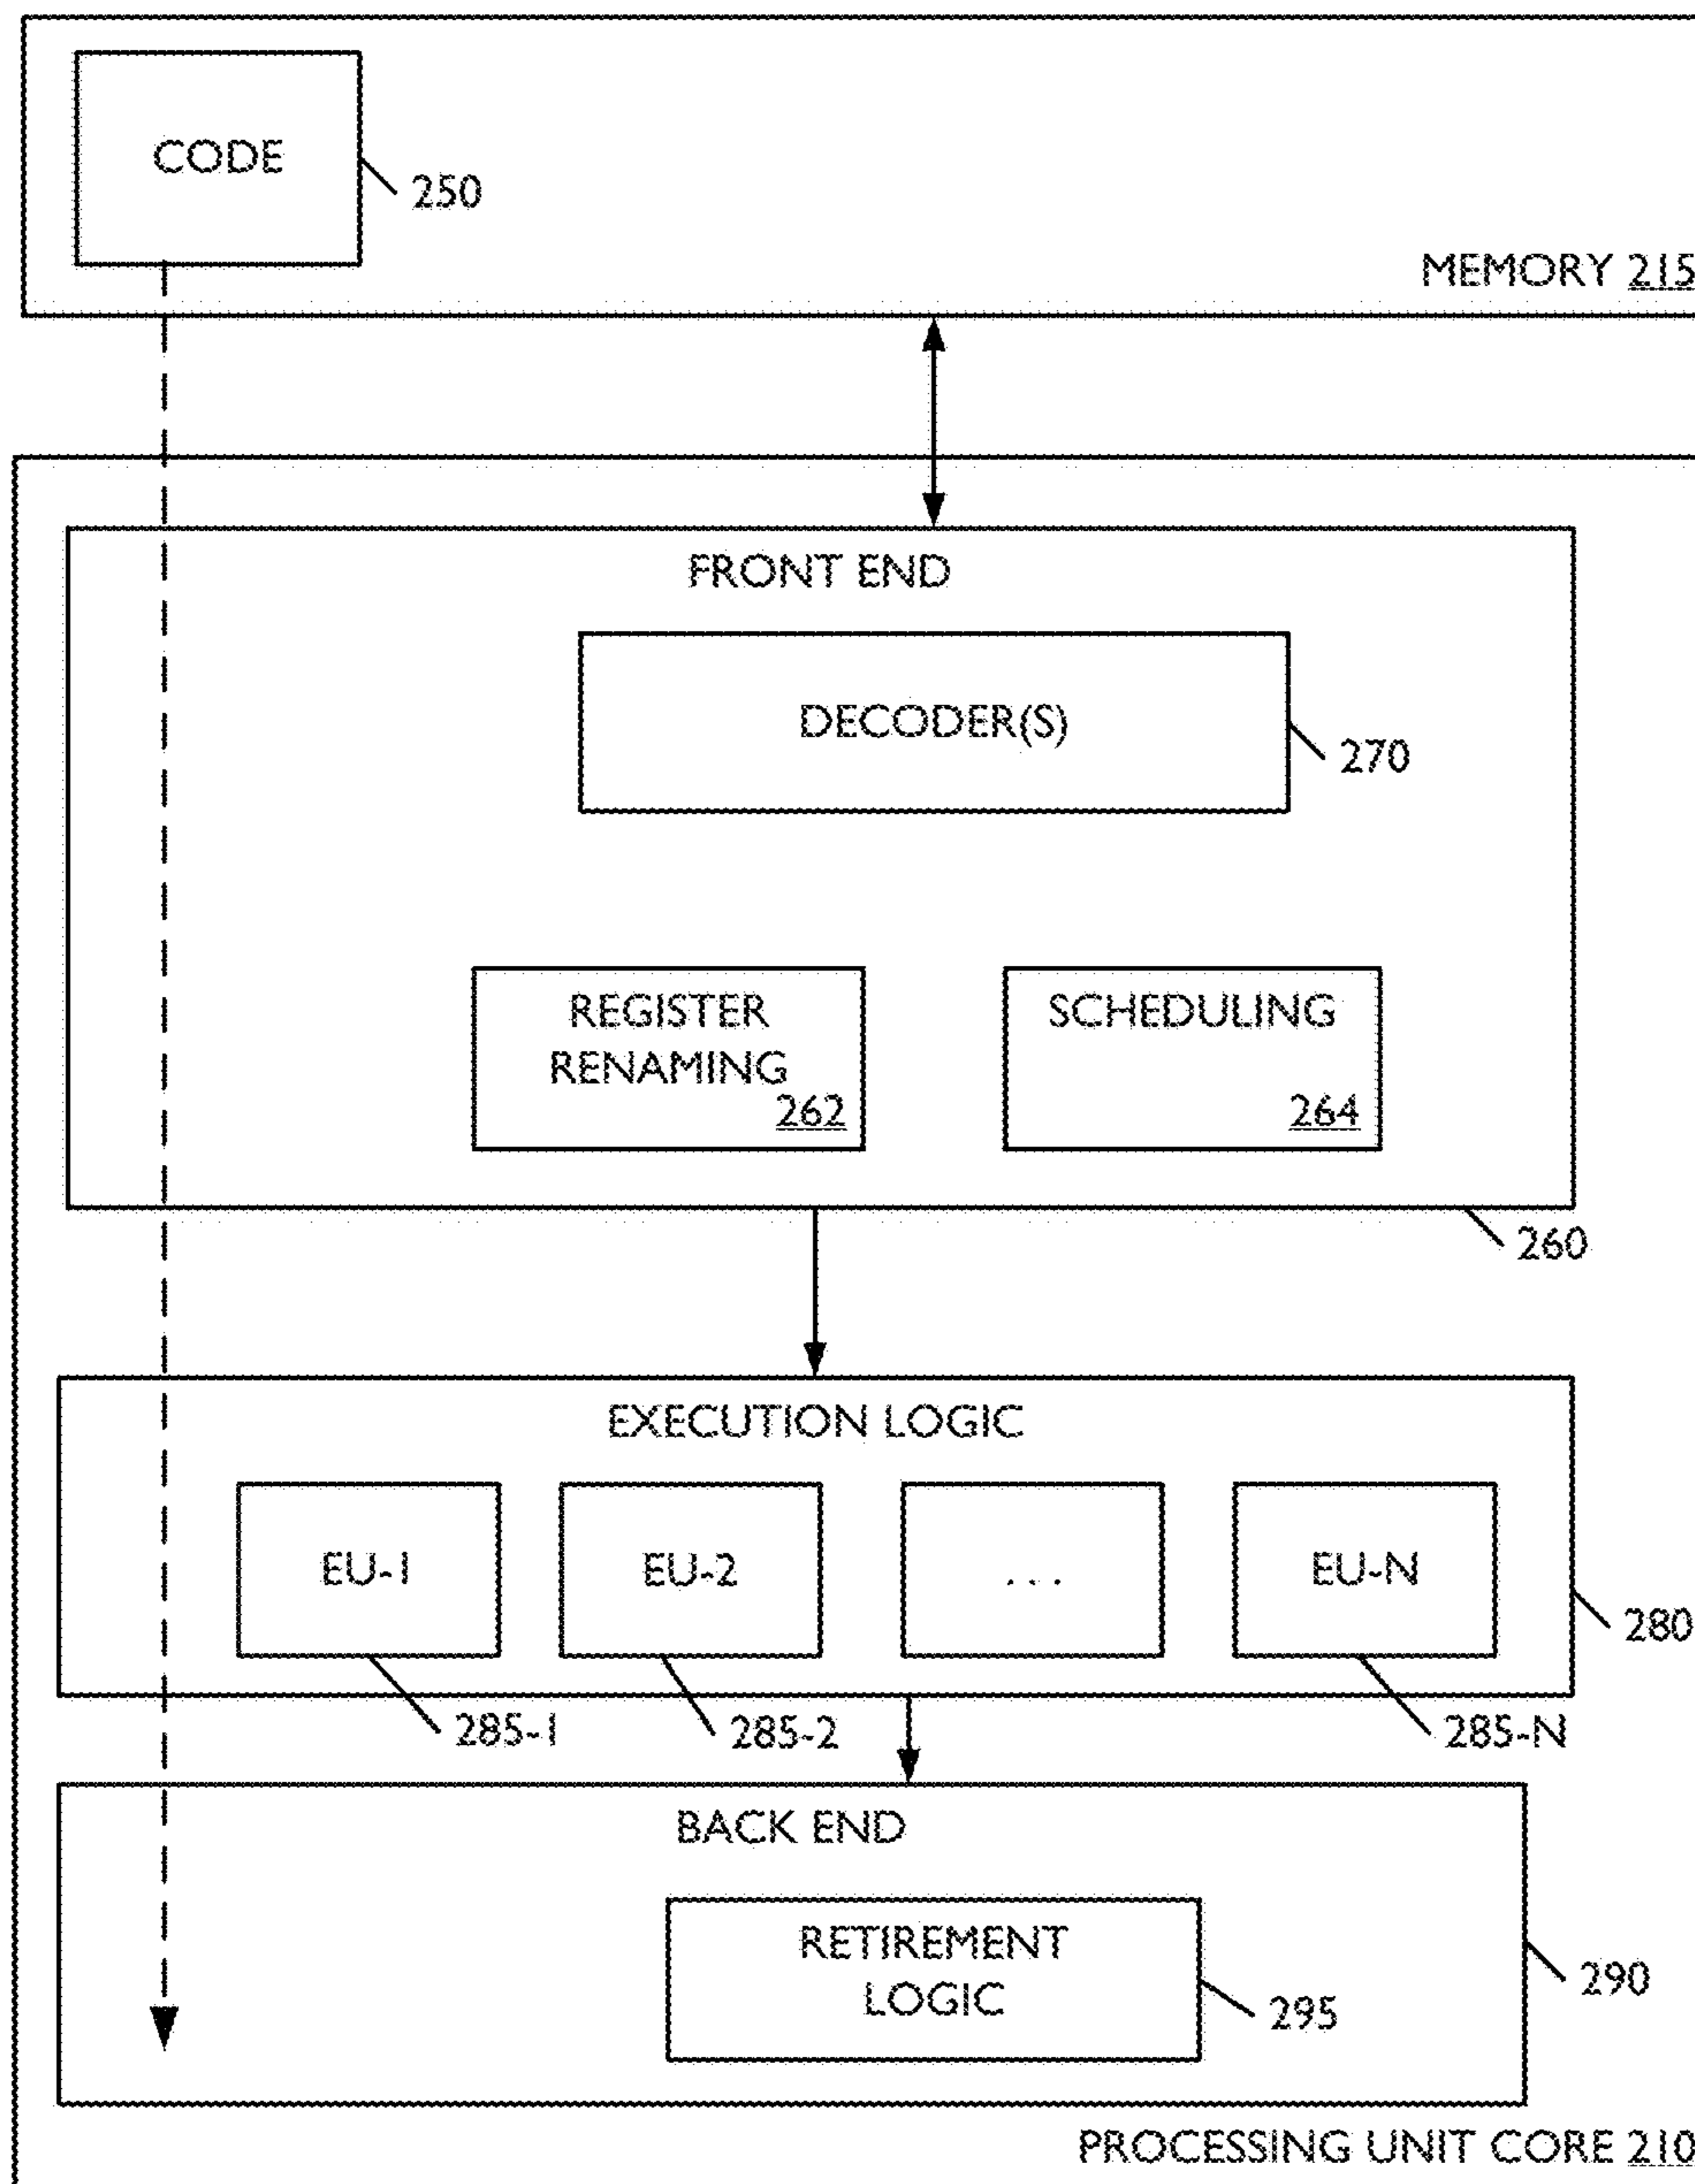 CODE
250
MEMORY 215
FRONT END
DECODER(S)
270
REGISTER
RENAMING
262
SCHEDULING
264
260
EXECUTION LOGIC
EU-1
EU-2
...
EU-N
280
285-1
285-2
285-N
BACK END
RETIREMENT
LOGIC
290
295
PROCESSING UNIT CORE 210